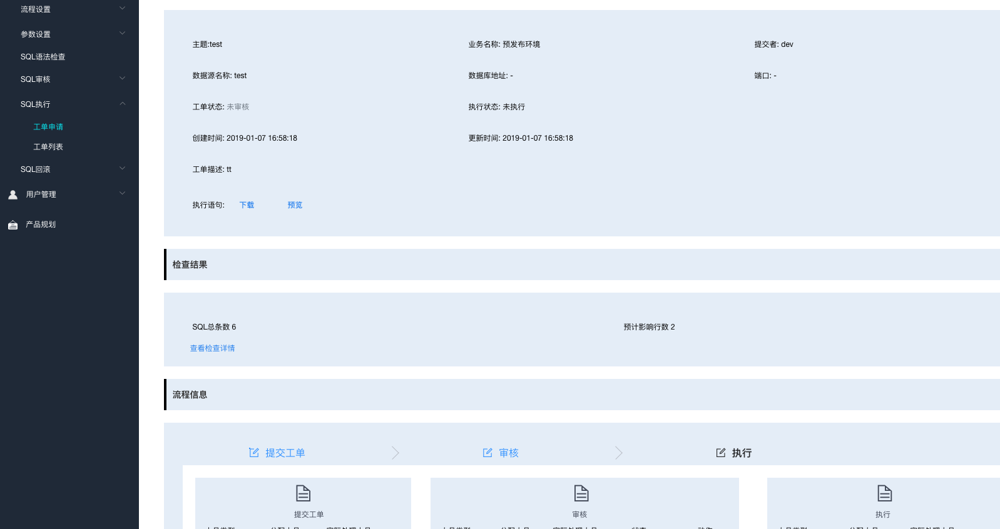 流程设置
参数设置
SQL语法检查
SQL审核
SQL执行
工单申请
工单列表
SQL回滚
用户管理
产品规划
主题:test 业务名称: 预发布环境 提交者: dev
数据源名称: test 数据库地址: - 端口: -
工单状态: 未审核 执行状态: 未执行
创建时间: 2019-01-07 16:58:18 更新时间: 2019-01-07 16:58:18
工单描述: tt
执行语句: 下载 预览
检查结果
SQL总条数 6 预计影响行数 2
查看检查详情
流程信息
提交工单 审核 执行
提交工单 审核 执行